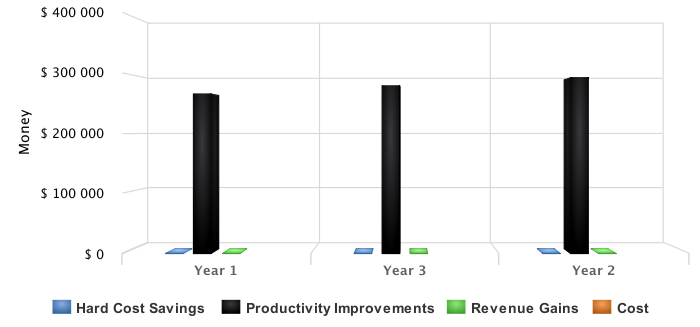 $ 400 000
$ 300 000
$ 200 000
$ 100 000
$ 0
Money
Year 1 Year 3 Year 2
Hard Cost Savings Productivity Improvements Revenue Gains Cost